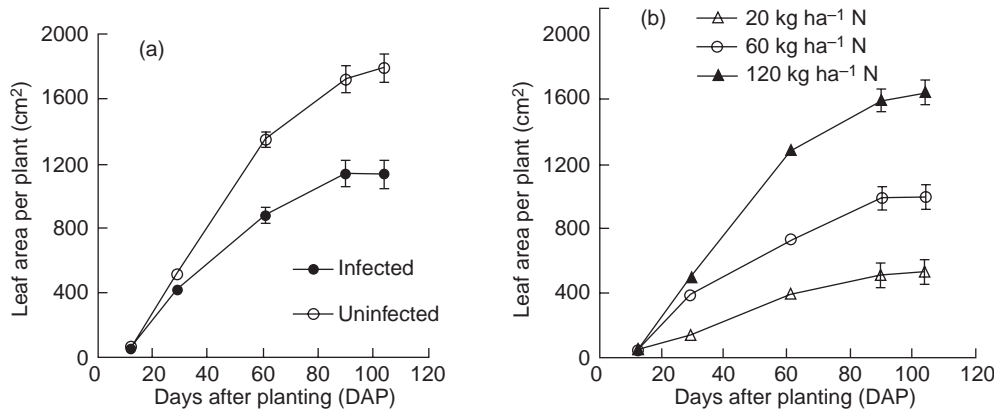 (a)
Leaf area per plant (cm²)
2000
1600
1200
800
400
0
0 20 40 60 80 100 120
Days after planting (DAP)
Infected
Uninfected
(b)
20 kg ha⁻¹ N
60 kg ha⁻¹ N
120 kg ha⁻¹ N
Leaf area per plant (cm²)
2000
1600
1200
800
400
0
0 20 40 60 80 100 120
Days after planting (DAP)